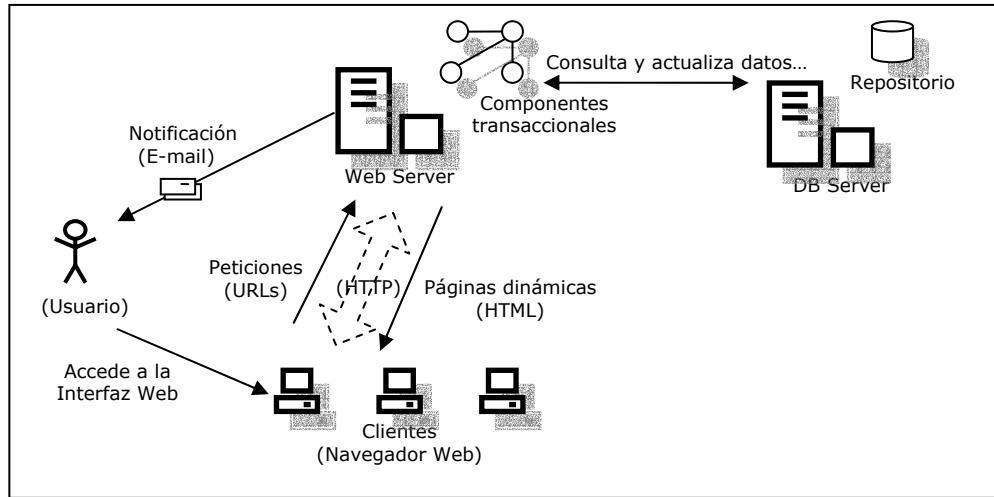 Consulta y actualiza datos…
Repositorio
Componentes
transaccionales
Notificación
(E-mail)
Web Server
DB Server
(Usuario)
Peticiones
(URLs)
(HTTP)
Páginas dinámicas
(HTML)
Accede a la
Interfaz Web
Clientes
(Navegador Web)